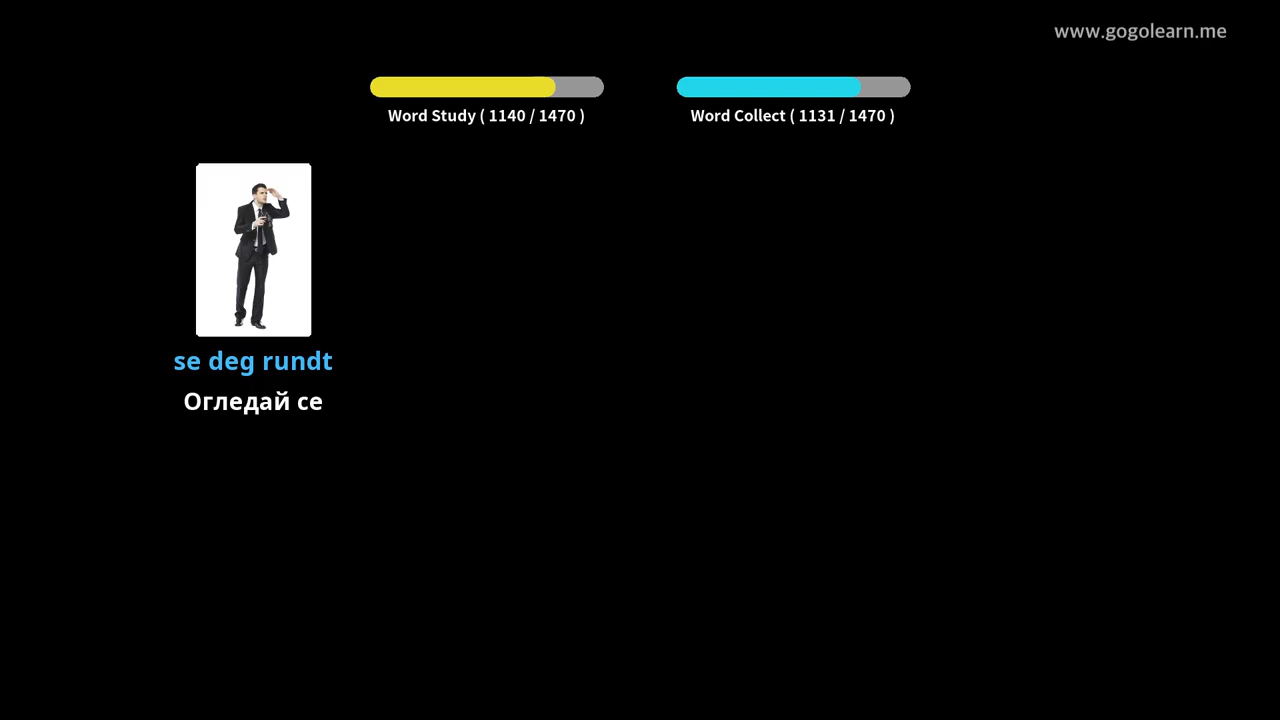 www.gogolearn.me
Word Study ( 1140 / 1470 )
Word Collect ( 1131 / 1470 )
se deg rundt
Огледай се